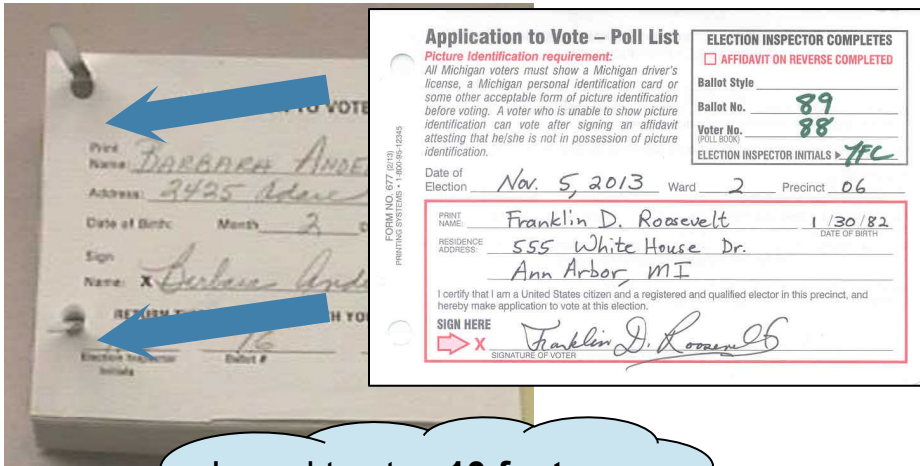 TO VOTE
Print
Name: BARBARA ANDE
Address: 2425
Date of Birth: Month 2
Sign
Name: X Barbara Ande
H YO
16
Election Inspector
Initials
Ballot #
Application to Vote – Poll List
Picture Identification requirement:
All Michigan voters must show a Michigan driver's
license, a Michigan personal identification card or
some other acceptable form of picture identification
before voting. A voter who is unable to show picture
identification can vote after signing an affidavit
attesting that he/she is not in possession of picture
identification.
ELECTION INSPECTOR COMPLETES
AFFIDAVIT ON REVERSE COMPLETED
Ballot Style
Ballot No. 89
Voter No. 88
(POLL BOOK)
ELECTION INSPECTOR INITIALS
FORM NO. 677 (2/13)
PRINTING SYSTEMS • 1-800-95-12345
Date of
Election Nov. 5, 2013 Ward 2 Precinct 06
PRINT
NAME: Franklin D. Roosevelt 1/30/82
DATE OF BIRTH
RESIDENCE
ADDRESS: 555 White House Dr.
Ann Arbor, MI
I certify that I am a United States citizen and a registered and qualified elector in this precinct, and
hereby make application to vote at this election.
SIGN HERE
X Franklin D. Roosevelt
SIGNATURE OF VOTER